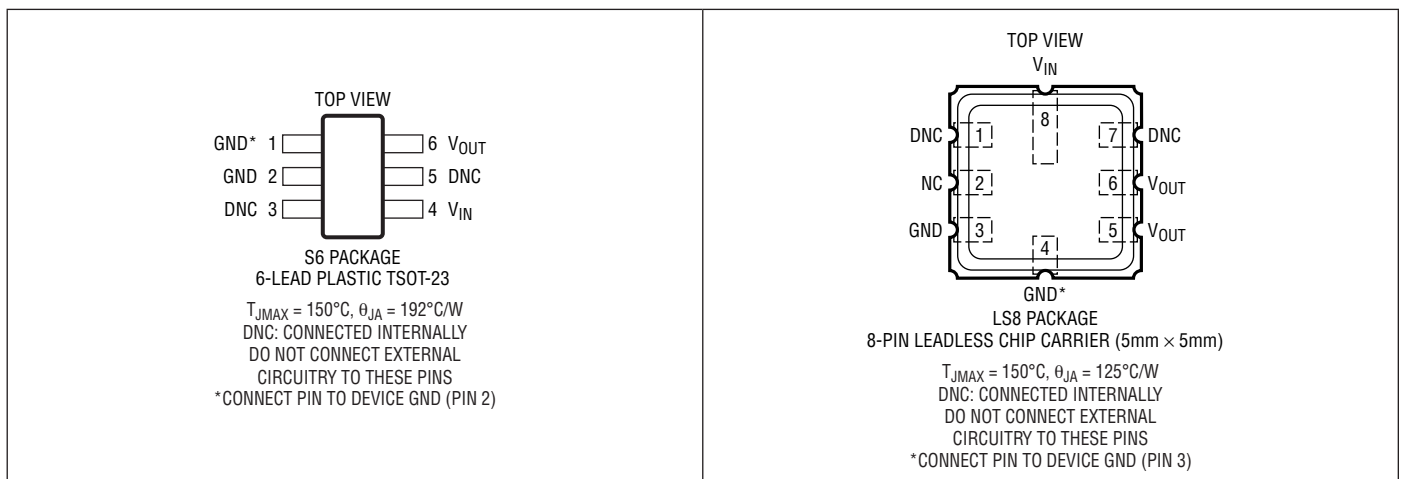 TOP VIEW
GND* 1
6 VOUT
GND 2
5 DNC
DNC 3
4 VIN
S6 PACKAGE
6-LEAD PLASTIC TSOT-23
TJMAX = 150°C, θJA = 192°C/W
DNC: CONNECTED INTERNALLY
DO NOT CONNECT EXTERNAL
CIRCUITRY TO THESE PINS
*CONNECT PIN TO DEVICE GND (PIN 2)
TOP VIEW
VIN
8
DNC 1
7 DNC
NC 2
6 VOUT
GND 3
5 VOUT
4
GND*
LS8 PACKAGE
8-PIN LEADLESS CHIP CARRIER (5mm × 5mm)
TJMAX = 150°C, θJA = 125°C/W
DNC: CONNECTED INTERNALLY
DO NOT CONNECT EXTERNAL
CIRCUITRY TO THESE PINS
*CONNECT PIN TO DEVICE GND (PIN 3)